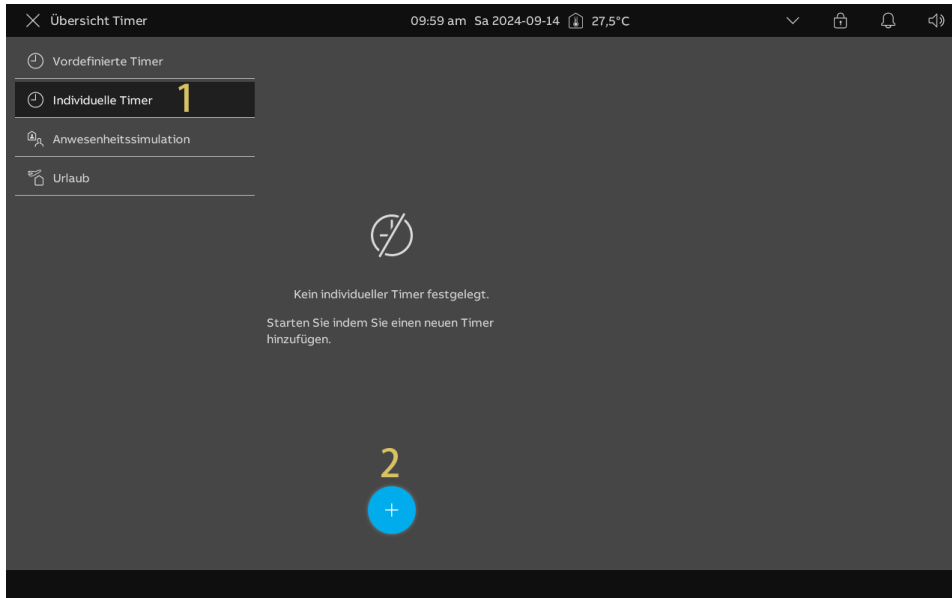 Übersicht Timer
09:59 am Sa 2024-09-14 27,5°C
Vordefinierte Timer
Individuelle Timer 1
Anwesenheitssimulation
Urlaub
Kein individueller Timer festgelegt.
Starten Sie indem Sie einen neuen Timer
hinzufügen.
2